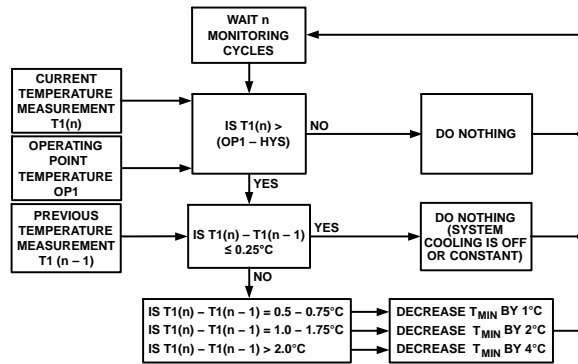 WAIT n
MONITORING
CYCLES
CURRENT
TEMPERATURE
MEASUREMENT
T1(n)
IS T1(n) >
(OP1 – HYS)
NO
DO NOTHING
OPERATING
POINT
TEMPERATURE
OP1
YES
PREVIOUS
TEMPERATURE
MEASUREMENT
T1 (n – 1)
IS T1(n) – T1(n – 1)
≤ 0.25°C
YES
DO NOTHING
(SYSTEM
COOLING IS OFF
OR CONSTANT)
NO
IS T1(n) – T1(n – 1) = 0.5 – 0.75°C
IS T1(n) – T1(n – 1) = 1.0 – 1.75°C
IS T1(n) – T1(n – 1) > 2.0°C
DECREASE TMIN BY 1°C
DECREASE TMIN BY 2°C
DECREASE TMIN BY 4°C